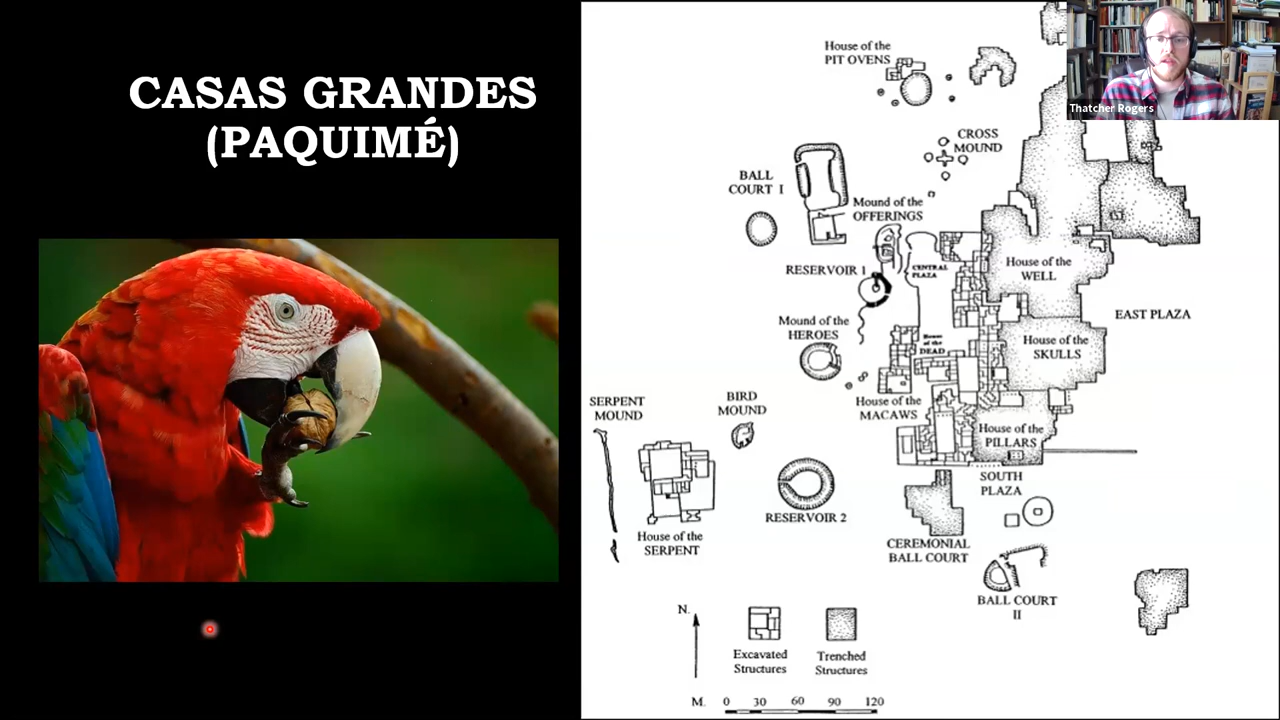 CASAS GRANDES
(PAQUIMÉ)
Thatcher Rogers
House of the
PIT OVENS
CROSS
MOUND
BALL
COURT I
Mound of the
OFFERINGS
RESERVOIR 1
CENTRAL
PLAZA
House of the
WELL
EAST PLAZA
Mound of the
HEROES
House
of the
DEAD
House of the
SKULLS
House of the
MACAWS
SERPENT
MOUND
BIRD
MOUND
House of the
PILLARS
SOUTH
PLAZA
RESERVOIR 2
House of the
SERPENT
CEREMONIAL
BALL COURT
BALL COURT
II
N.
Excavated
Structures
Trenched
Structures
M. 0 30 60 90 120